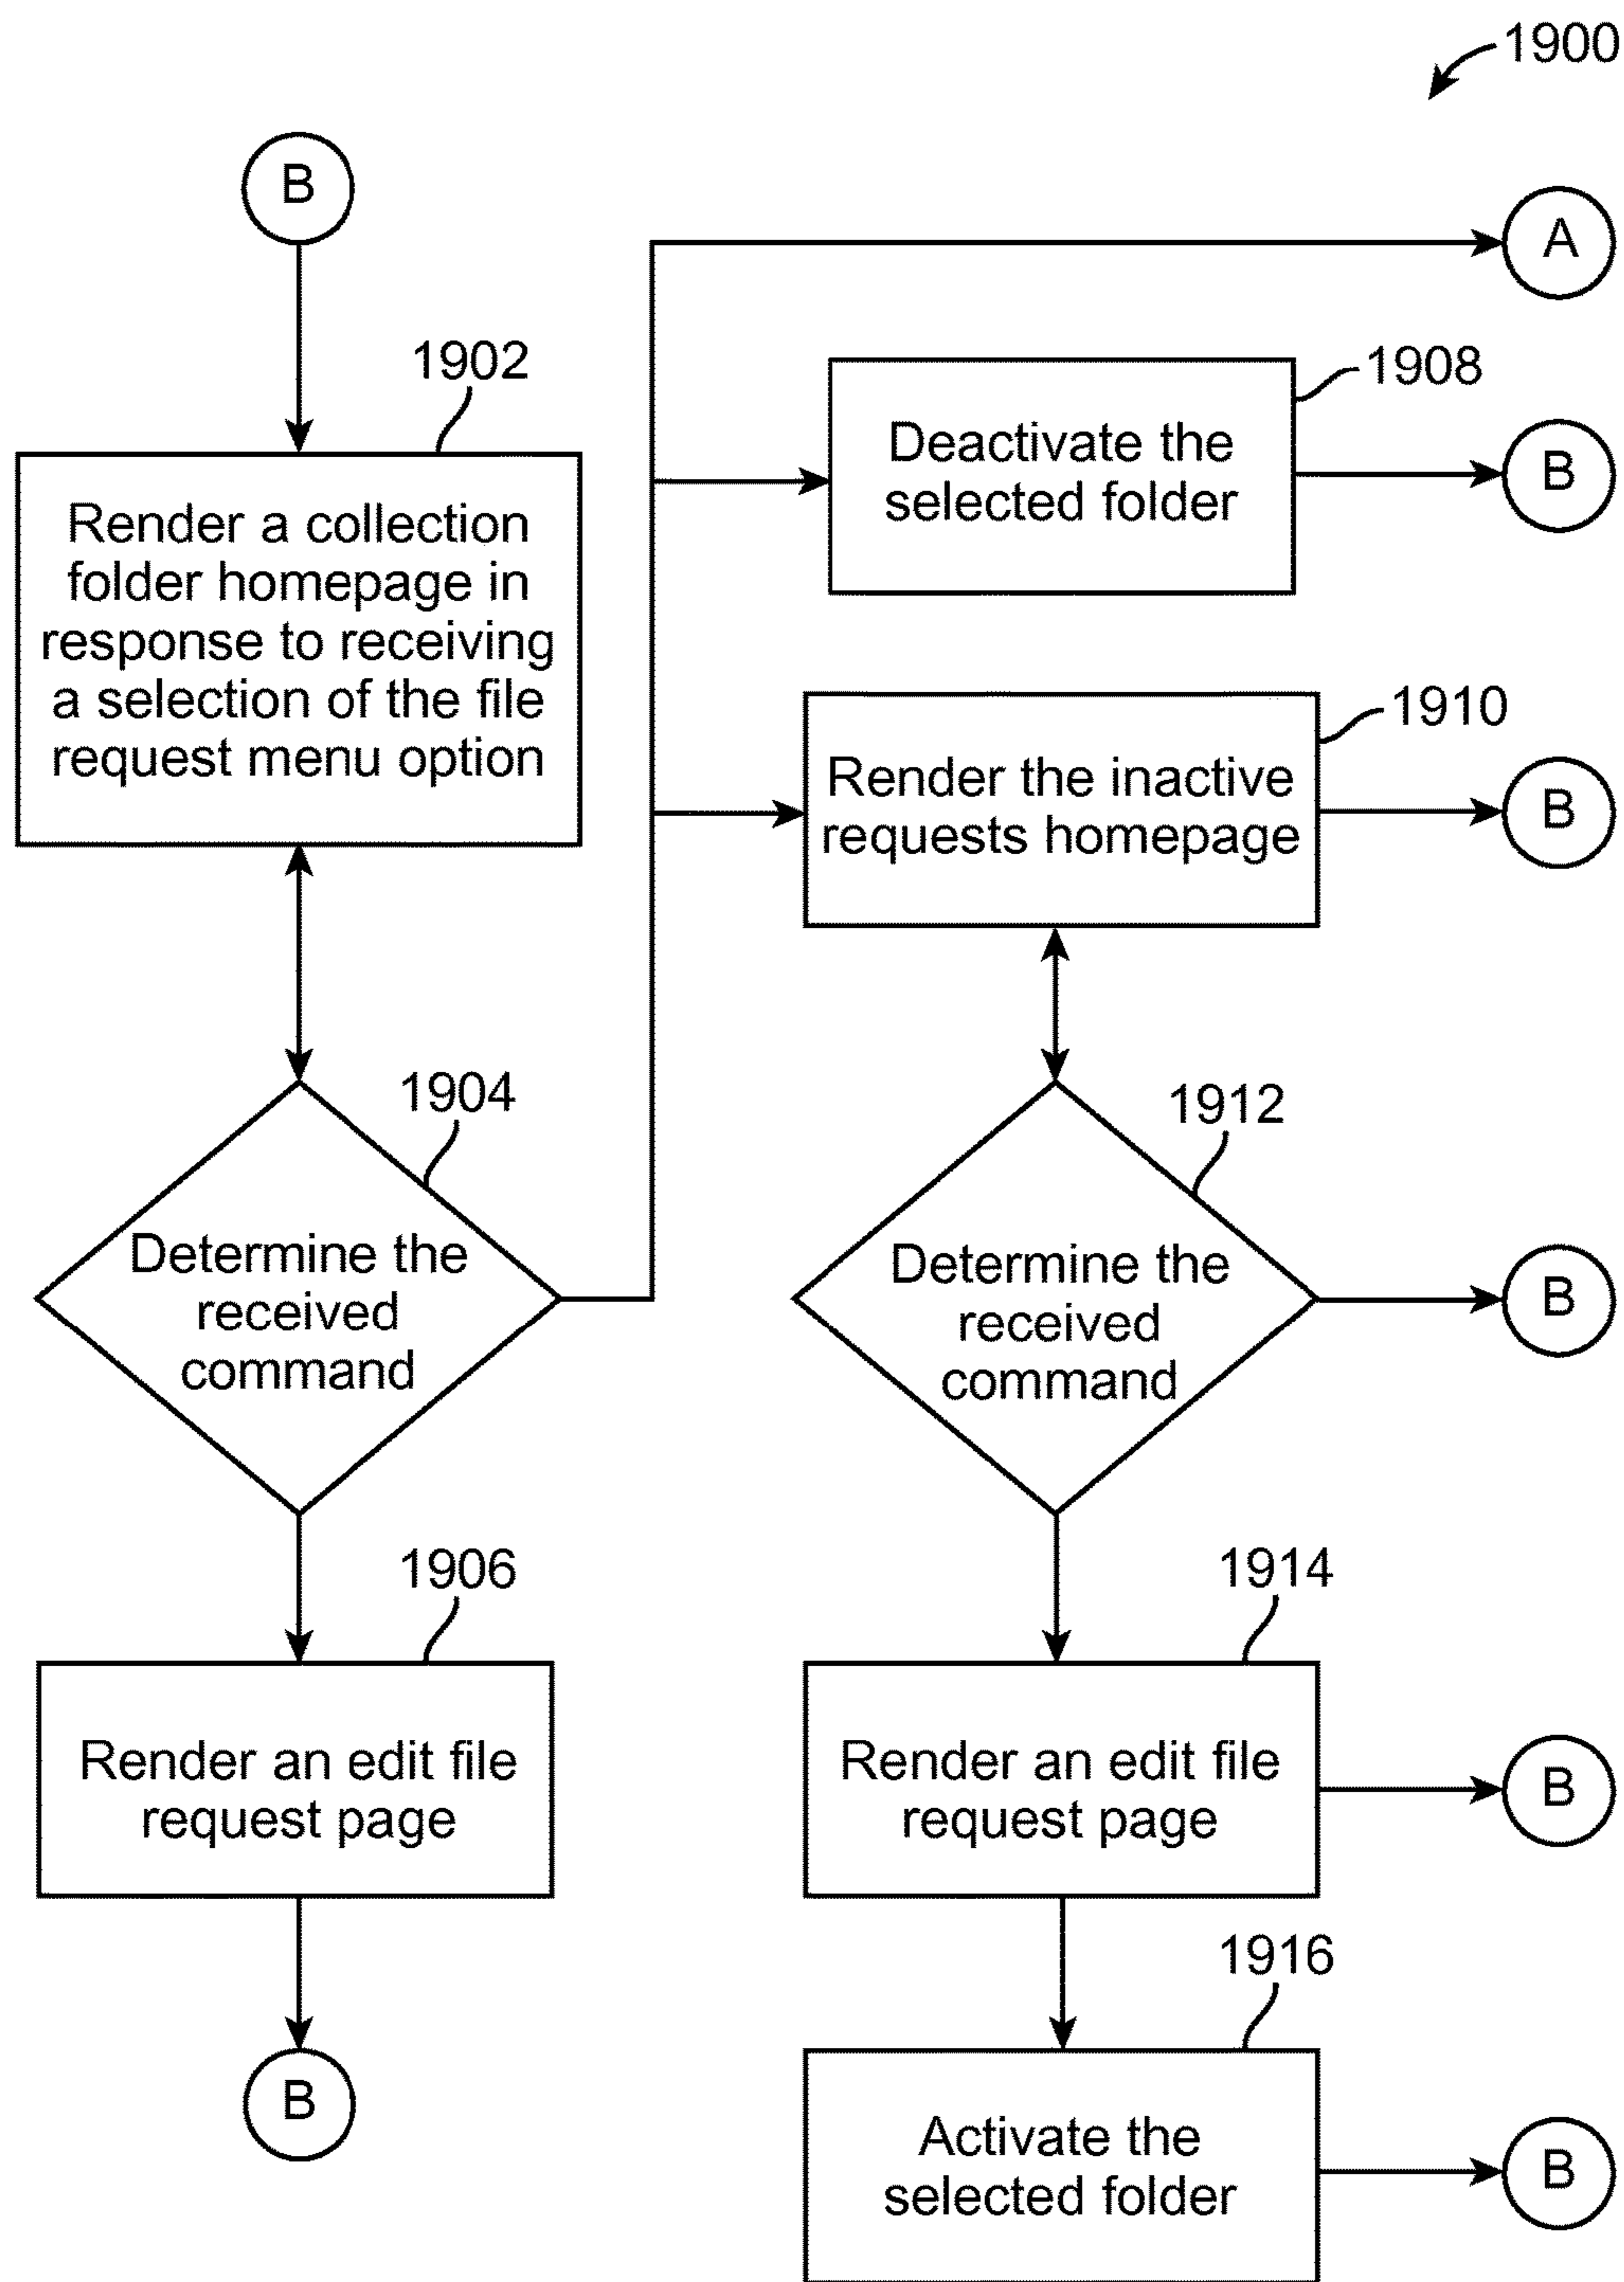 1900
B
A
1902
Render a collection
folder homepage in
response to receiving
a selection of the file
request menu option
1908
Deactivate the
selected folder
B
1910
Render the inactive
requests homepage
B
1904
Determine the
received
command
1912
Determine the
received
command
B
1906
Render an edit file
request page
1914
Render an edit file
request page
B
B
1916
Activate the
selected folder
B